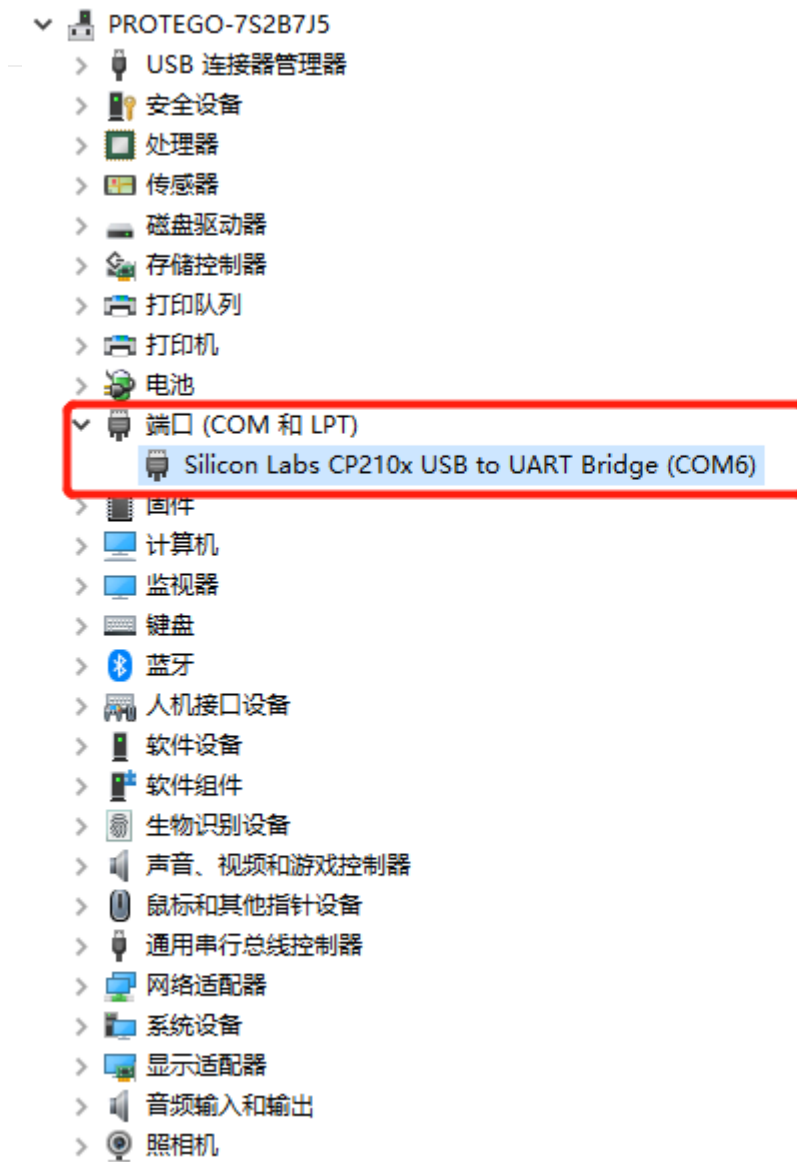 PROTEGO-7S2B7J5
USB 连接器管理器
安全设备
处理器
传感器
磁盘驱动器
存储控制器
打印队列
打印机
电池
端口 (COM 和 LPT)
Silicon Labs CP210x USB to UART Bridge (COM6)
固件
计算机
监视器
键盘
蓝牙
人机接口设备
软件设备
软件组件
生物识别设备
声音、视频和游戏控制器
鼠标和其他指针设备
通用串行总线控制器
网络适配器
系统设备
显示适配器
音频输入和输出
照相机